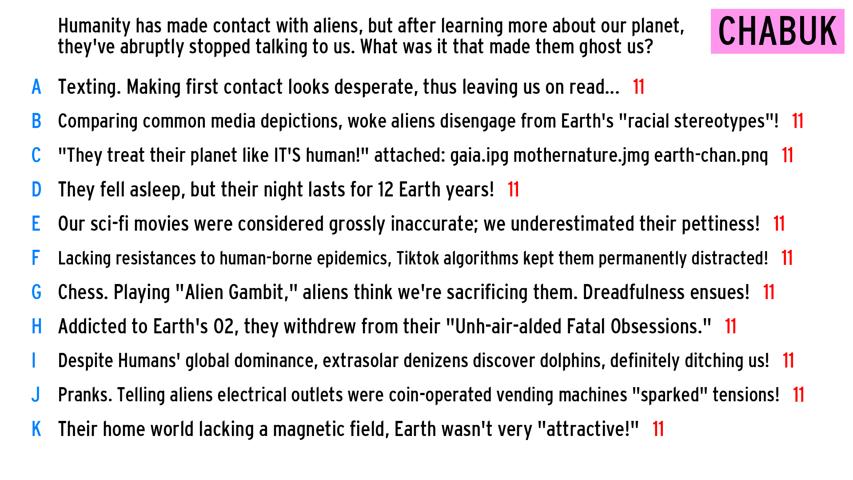 Humanity has made contact with aliens, but after learning more about our planet,
they've abruptly stopped talking to us. What was it that made them ghost us?
CHABUK
A Texting. Making first contact looks desperate, thus leaving us on read... 11
B Comparing common media depictions, woke aliens disengage from Earth's "racial stereotypes"! 11
C "They treat their planet like IT'S human!" attached: gaia.ipg mothernature.jmg earth-chan.pnq 11
D They fell asleep, but their night lasts for 12 Earth years! 11
E Our sci-fi movies were considered grossly inaccurate; we underestimated their pettiness! 11
F Lacking resistances to human-borne epidemics, Tiktok algorithms kept them permanently distracted! 11
G Chess. Playing "Alien Gambit," aliens think we're sacrificing them. Dreadfulness ensues! 11
H Addicted to Earth's O2, they withdrew from their "Unh-air-alded Fatal Obsessions." 11
I Despite Humans' global dominance, extrasolar denizens discover dolphins, definitely ditching us! 11
J Pranks. Telling aliens electrical outlets were coin-operated vending machines "sparked" tensions! 11
K Their home world lacking a magnetic field, Earth wasn't very "attractive!" 11